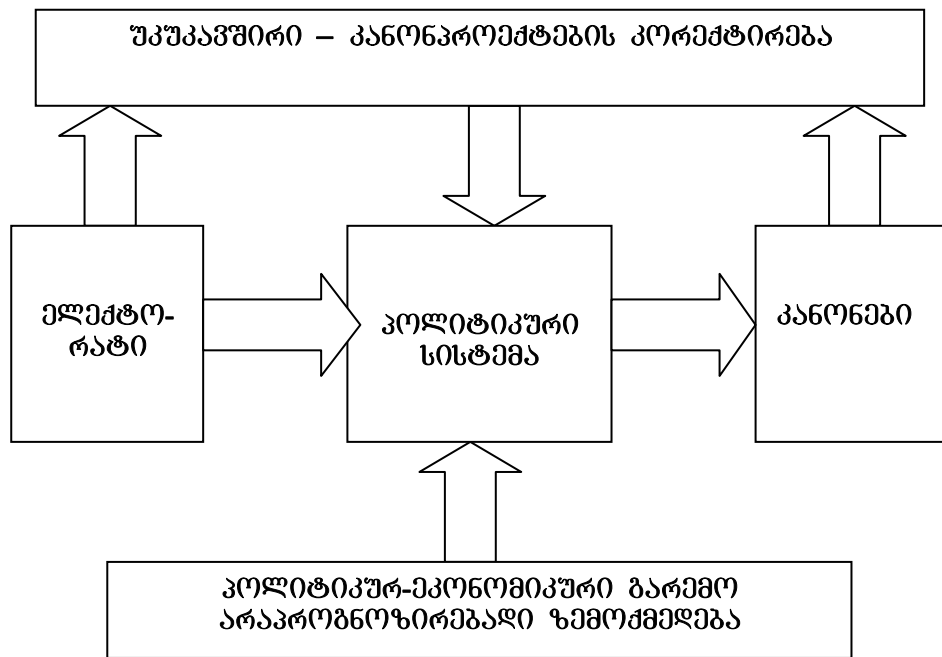 უკუკავშირი – კანონპროექტების კორექტირება
ელექტო-
რატი
პოლიტიკური
სისტემა
კანონები
პოლიტიკურ-ეკონომიკური გარემო
არაპროგნოზირებადი ზემოქმედება